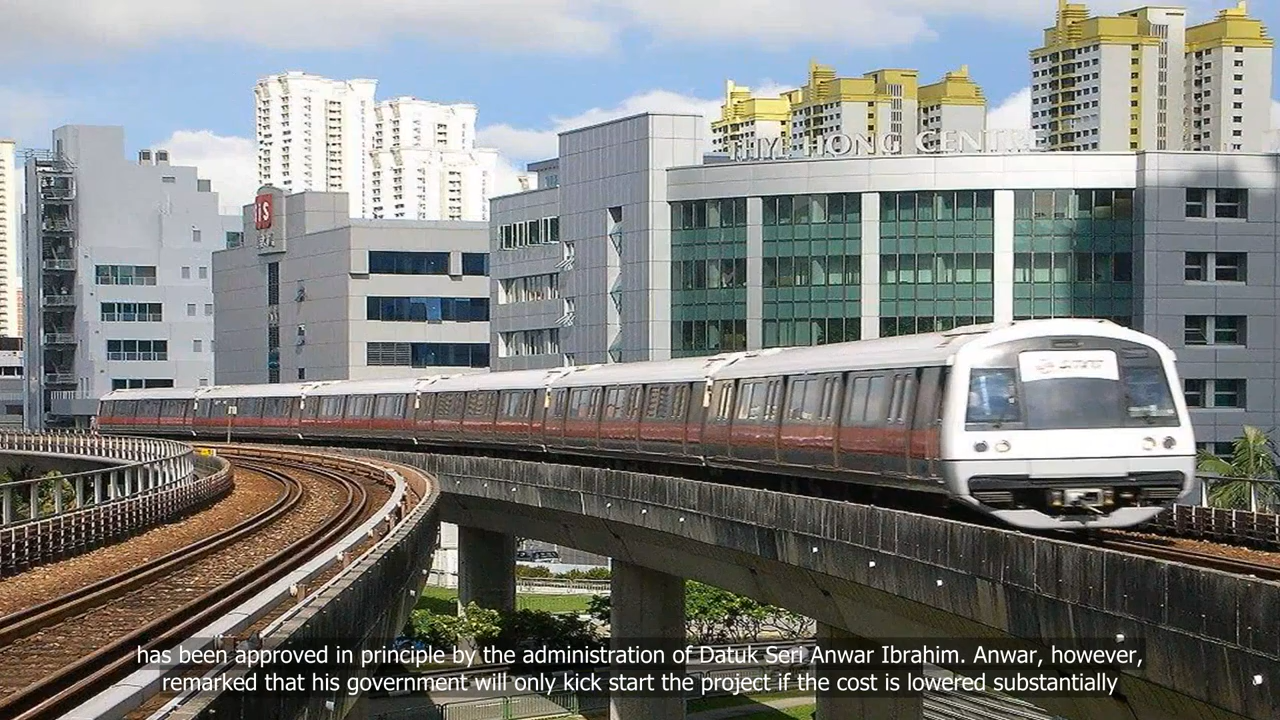 THYE HONG CENTRE
IIS
has been approved in principle by the administration of Datuk Seri Anwar Ibrahim. Anwar, however,
remarked that his government will only kick start the project if the cost is lowered substantially